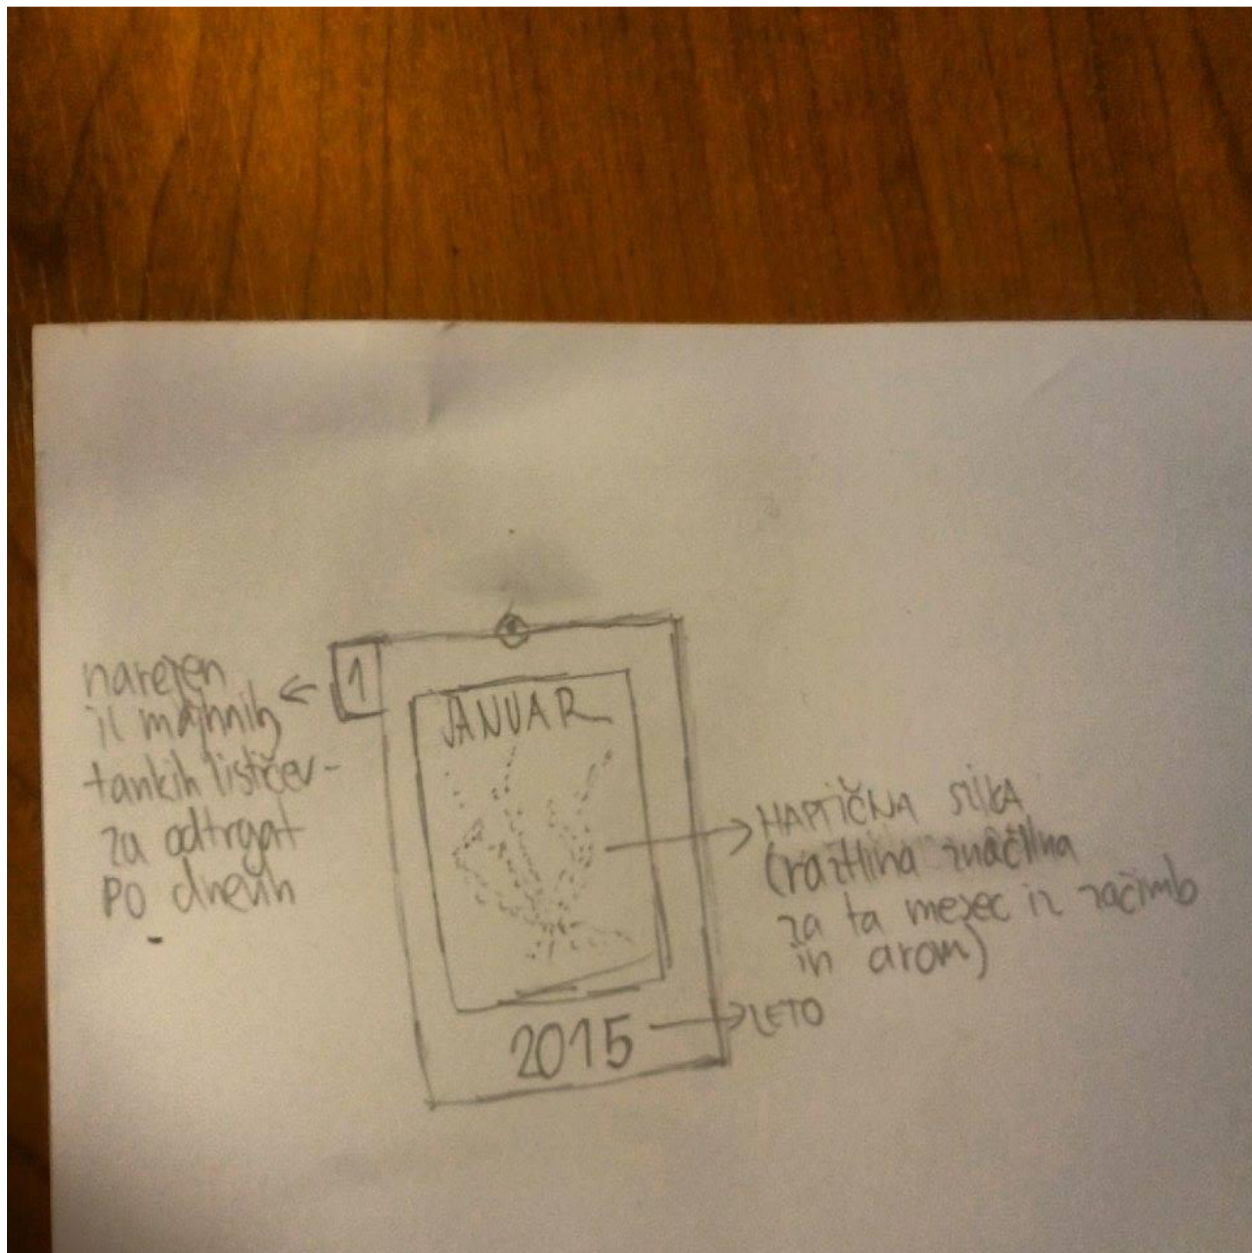 narejen
iz majhnih
tankih lističev-
za odtrgat
po dnevih
1
JANUAR
HAPTIČNA slika
(rastlina značilna
za ta mesec iz začimb
in arom)
2015
LETO